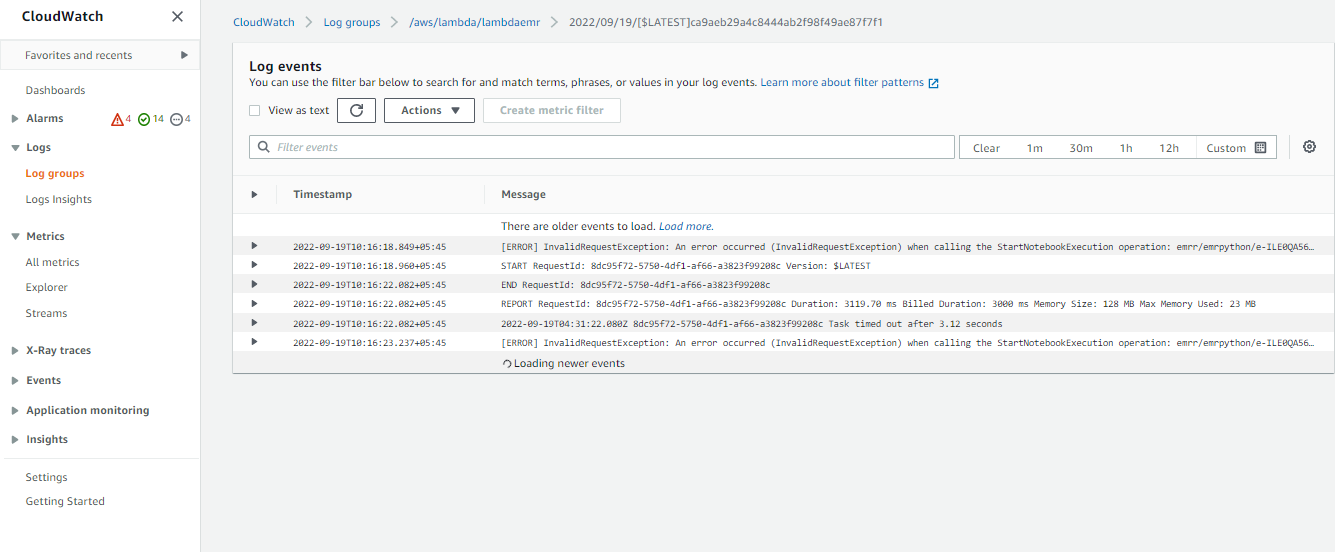 CloudWatch
Favorites and recents
Dashboards
Alarms 4 14 4
Logs
Log groups
Logs Insights
Metrics
All metrics
Explorer
Streams
X-Ray traces
Events
Application monitoring
Insights
Settings
Getting Started
CloudWatch Log groups /aws/lambda/lambdaemr 2022/09/19/[$LATEST]ca9aeb29a4c8444ab2f98f49ae87f7f1
Log events
You can use the filter bar below to search for and match terms, phrases, or values in your log events. Learn more about filter patterns
View as text Actions Create metric filter
Filter events Clear 1m 30m 1h 12h Custom
Timestamp Message
There are older events to load. Load more.
2022-09-19T10:16:18.849+05:45 [ERROR] InvalidRequestException: An error occurred (InvalidRequestException) when calling the StartNotebookExecution operation: emrr/emrpython/e-ILE0QA56…
2022-09-19T10:16:18.960+05:45 START RequestId: 8dc95f72-5750-4df1-af66-a3823f99208c Version: $LATEST
2022-09-19T10:16:22.082+05:45 END RequestId: 8dc95f72-5750-4df1-af66-a3823f99208c
2022-09-19T10:16:22.082+05:45 REPORT RequestId: 8dc95f72-5750-4df1-af66-a3823f99208c Duration: 3119.70 ms Billed Duration: 3000 ms Memory Size: 128 MB Max Memory Used: 23 MB
2022-09-19T10:16:22.082+05:45 2022-09-19T04:31:22.080Z 8dc95f72-5750-4df1-af66-a3823f99208c Task timed out after 3.12 seconds
2022-09-19T10:16:23.237+05:45 [ERROR] InvalidRequestException: An error occurred (InvalidRequestException) when calling the StartNotebookExecution operation: emrr/emrpython/e-ILE0QA56…
Loading newer events